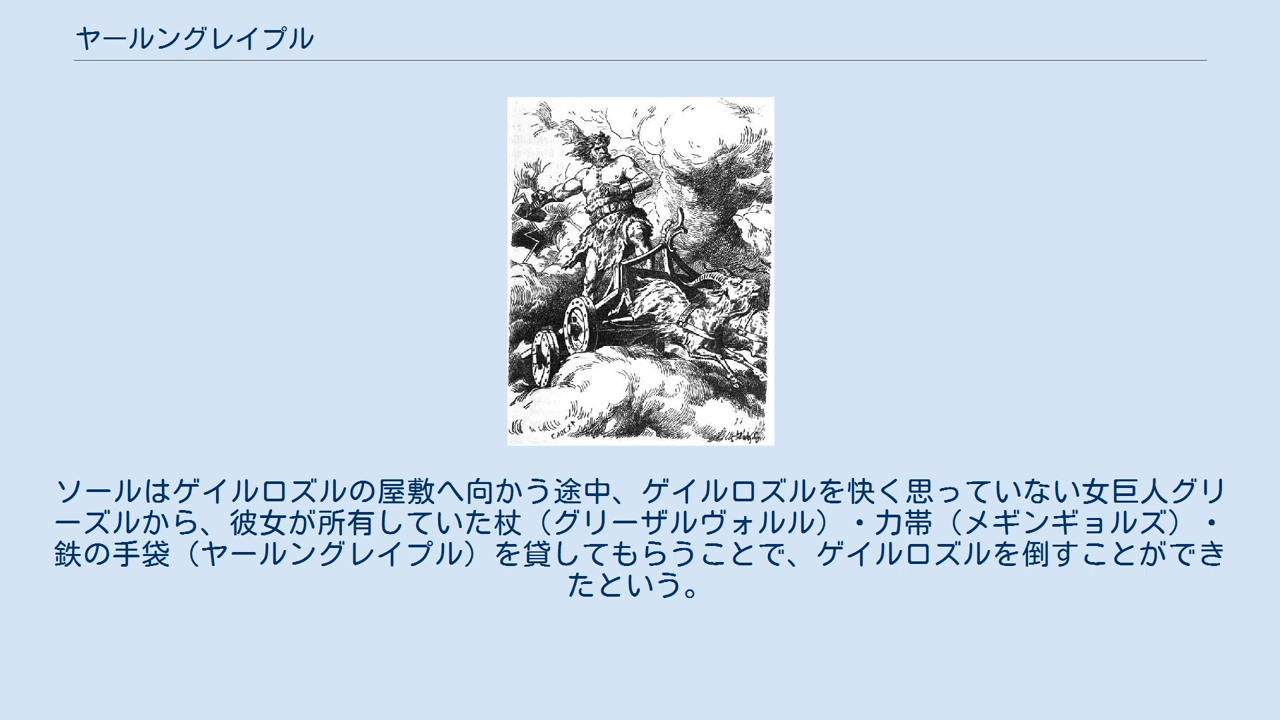 ヤールングレイプル
ソールはゲイルロズルの屋敷へ向かう途中、ゲイルロズルを快く思っていない女巨人グリ
ーズルから、彼女が所有していた杖（グリーザルヴォルル）・力帯（メギンギョルズ）・
鉄の手袋（ヤールングレイプル）を貸してもらうことで、ゲイルロズルを倒すことができ
たという。